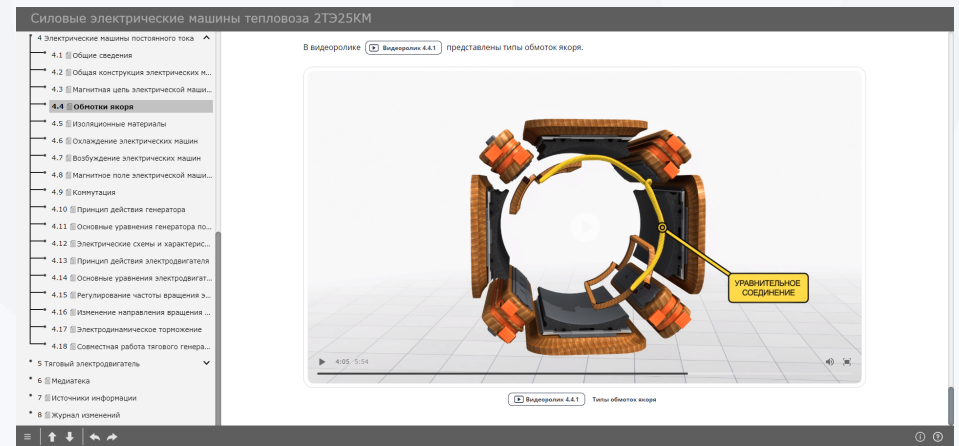 Силовые электрические машины тепловоза 2ТЭ25КМ
4 Электрические машины постоянного тока
4.1 Общие сведения
4.2 Общая конструкция электрических м...
4.3 Магнитная цепь электрической маши...
4.4 Обмотки якоря
4.5 Изоляционные материалы
4.6 Охлаждение электрических машин
4.7 Возбуждение электрических машин
4.8 Магнитное поле электрической маши...
4.9 Коммутация
4.10 Принцип действия генератора
4.11 Основные уравнения генератора по...
4.12 Электрические схемы и характерис...
4.13 Принцип действия электродвигателя
4.14 Основные уравнения электродвигат...
4.15 Регулирование частоты вращения э...
4.16 Изменение направления вращения ...
4.17 Электродинамическое торможение
4.18 Совместная работа тягового генера...
5 Тяговый электродвигатель
6 Медиатека
7 Источники информации
8 Журнал изменений
В видеоролике Видеоролик 4.4.1 представлены типы обмоток якоря.
УРАВНИТЕЛЬНОЕ
СОЕДИНЕНИЕ
4:05 5:54
Видеоролик 4.4.1 Типы обмоток якоря